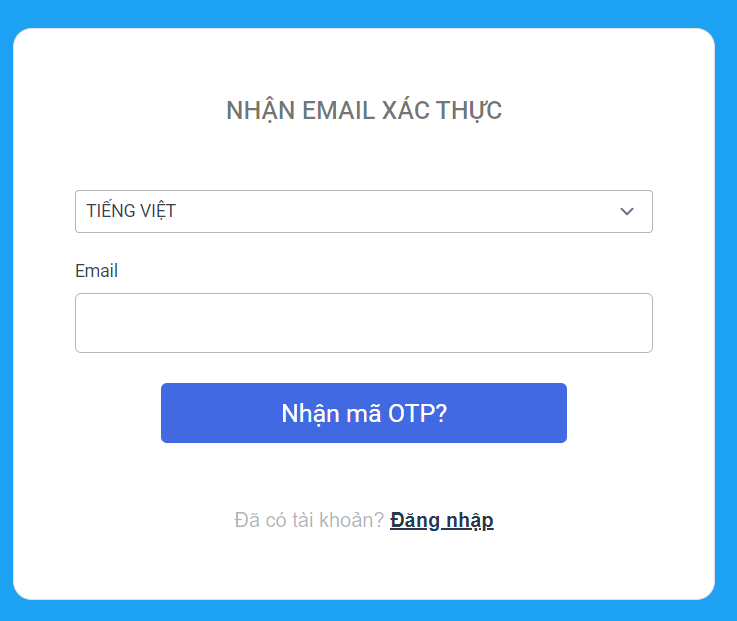 NHẬN EMAIL XÁC THỰC
TIẾNG VIỆT
Email
Nhận mã OTP?
Đã có tài khoản? Đăng nhập